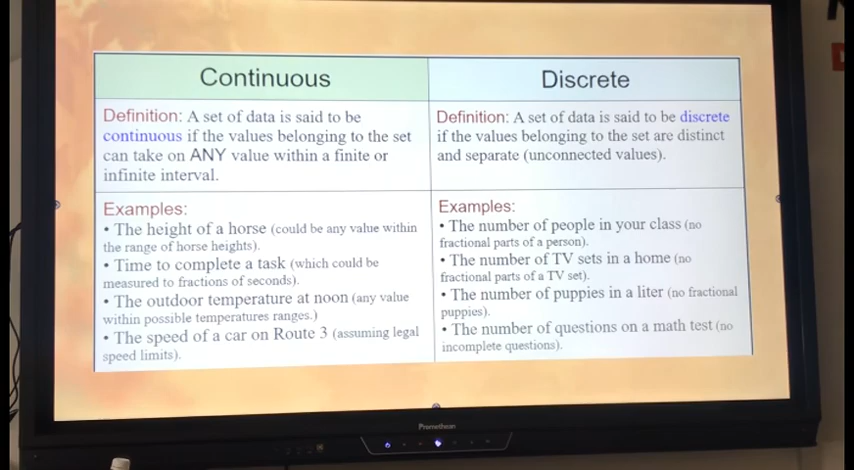 Continuous
Definition: A set of data is said to be
continuous if the values belonging to the set
can take on ANY value within a finite or
infinite interval.
Examples:
• The height of a horse (could be any value within
the range of horse heights).
• Time to complete a task (which could be
measured to fractions of seconds).
• The outdoor temperature at noon (any value
within possible temperatures ranges.)
• The speed of a car on Route 3 (assuming legal
speed limits).
Discrete
Definition: A set of data is said to be discrete
if the values belonging to the set are distinct
and separate (unconnected values).
Examples:
• The number of people in your class (no
fractional parts of a person).
• The number of TV sets in a home (no
fractional parts of a TV set).
• The number of puppies in a liter (no fractional
puppies).
• The number of questions on a math test (no
incomplete questions).
Promethean